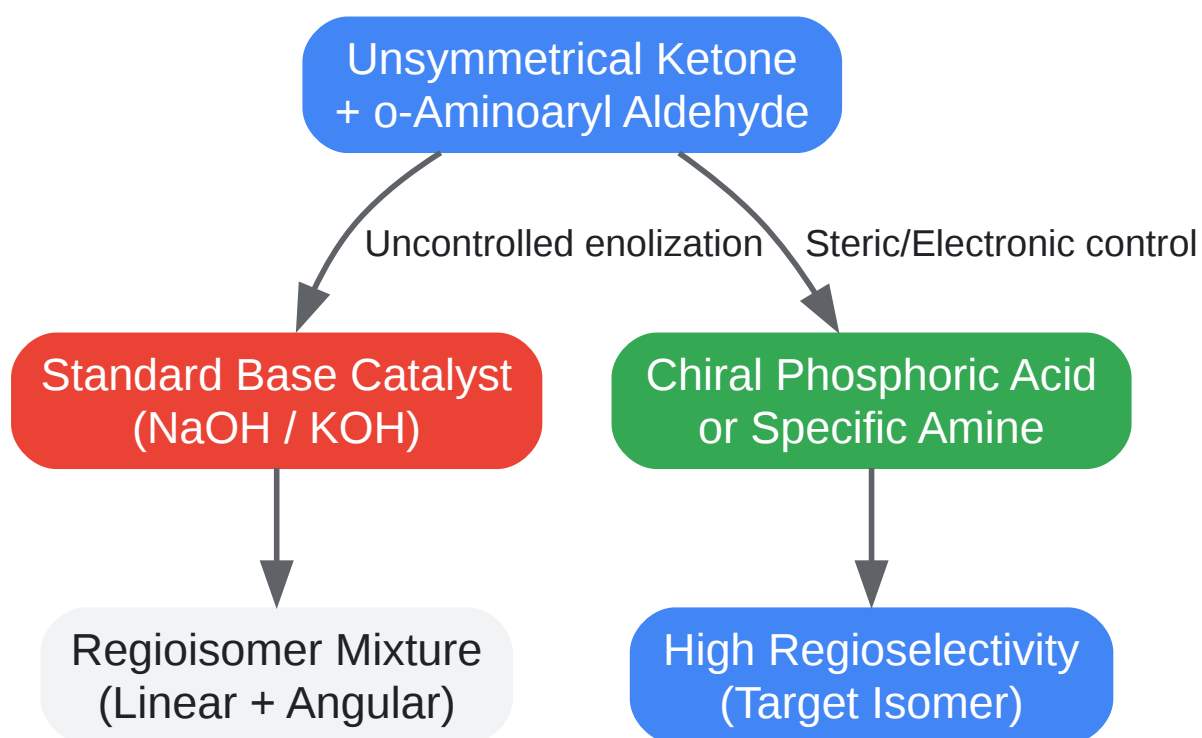 Unsymmetrical Ketone
+ o-Aminoaryl Aldehyde
Uncontrolled enolization
Steric/Electronic control
Standard Base Catalyst
(NaOH / KOH)
Chiral Phosphoric Acid
or Specific Amine
Regioisomer Mixture
(Linear + Angular)
High Regioselectivity
(Target Isomer)